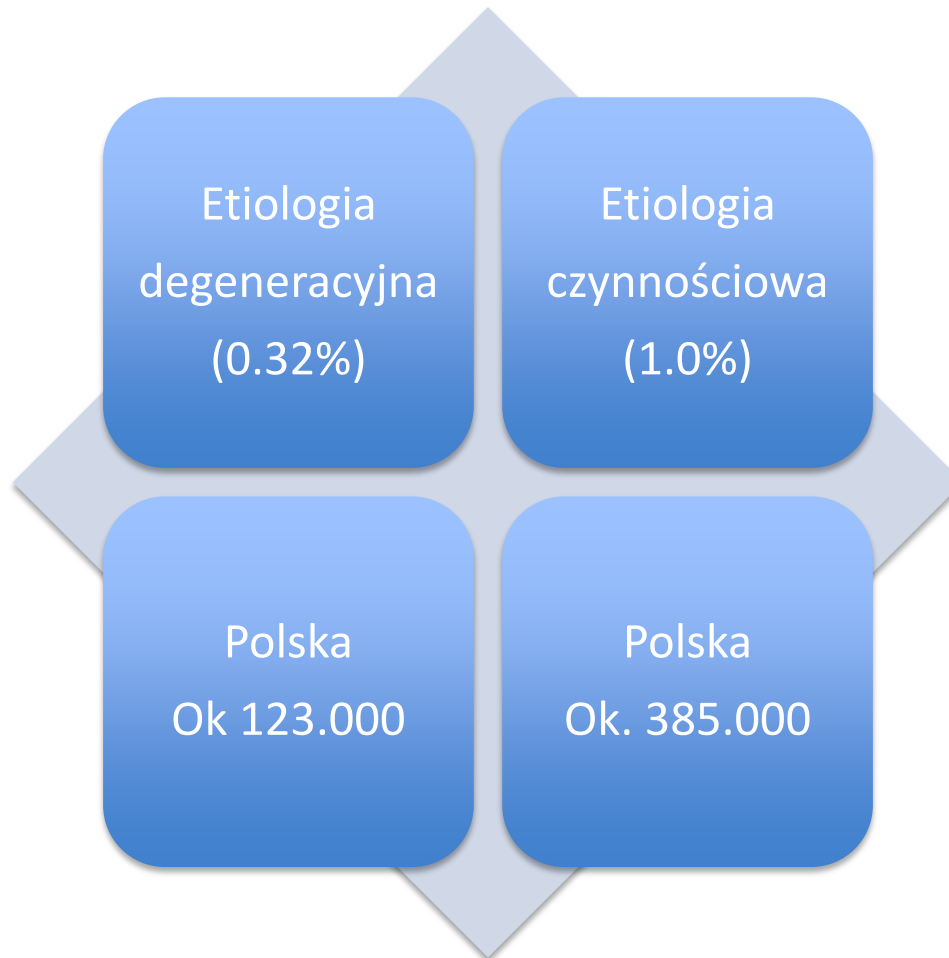 Etiologia
degeneracyjna
(0.32%)
Etiologia
czynnościowa
(1.0%)
Polska
Ok 123.000
Polska
Ok. 385.000